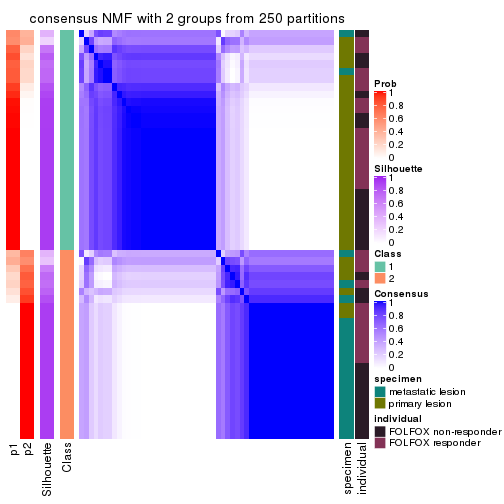 consensus NMF with 2 groups from 250 partitions
Prob
1
0.8
0.6
0.4
0.2
0
Silhouette
1
0.8
0.6
0.4
0.2
0
Class
1
2
Consensus
1
0.8
0.6
0.4
0.2
0
specimen
metastatic lesion
primary lesion
individual
FOLFOX non-responder
FOLFOX responder
p1
p2
Silhouette
Class
specimen
individual